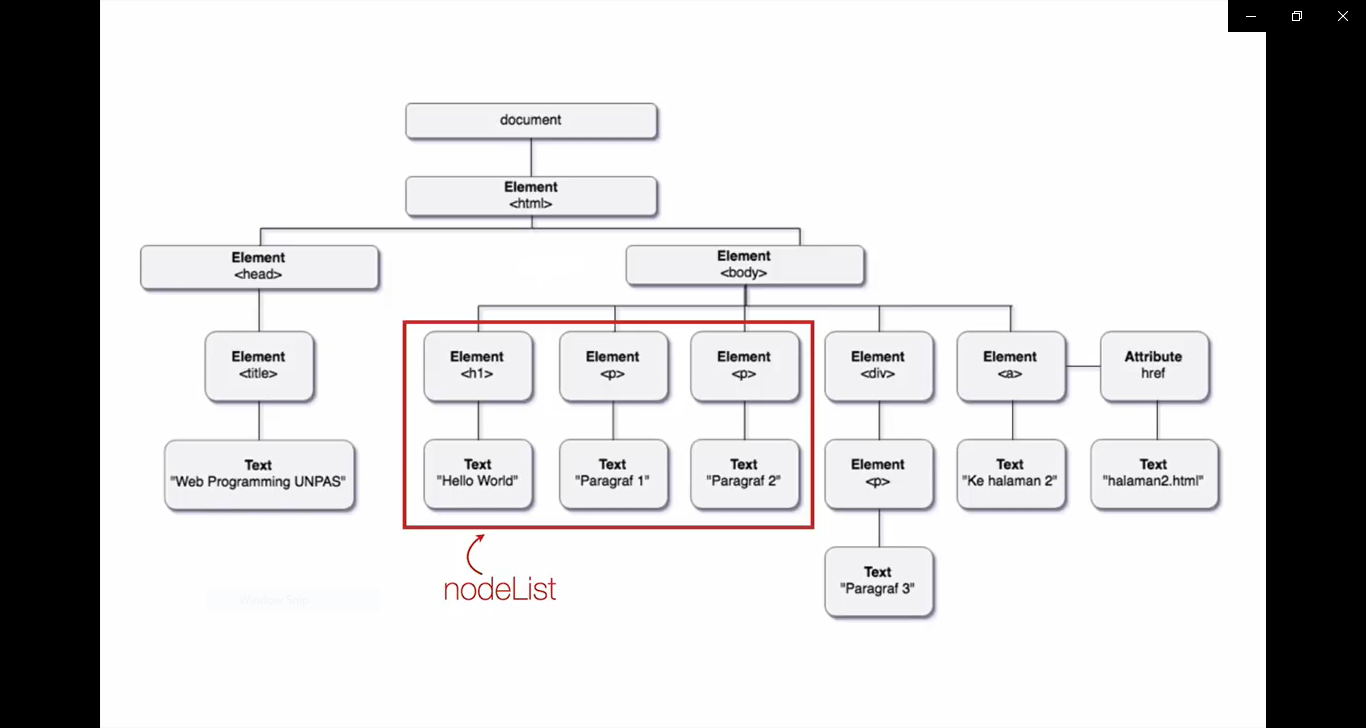 document
Element
<html>
Element
<head>
Element
<body>
Element
<title>
Element
<h1>
Element
<p>
Element
<p>
Element
<div>
Element
<a>
Attribute
href
Text
"Web Programming UNPAS"
Text
"Hello World"
Text
"Paragraf 1"
Text
"Paragraf 2"
Element
<p>
Text
"Ke halaman 2"
Text
"halaman2.html"
Text
"Paragraf 3"
nodeList